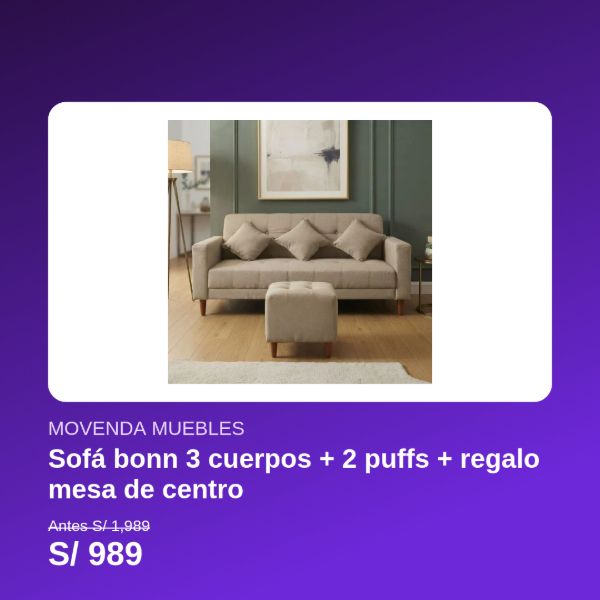 MOVENDA MUEBLES
Sofá bonn 3 cuerpos + 2 puffs + regalo
mesa de centro
Antes S/ 1,989
S/ 989